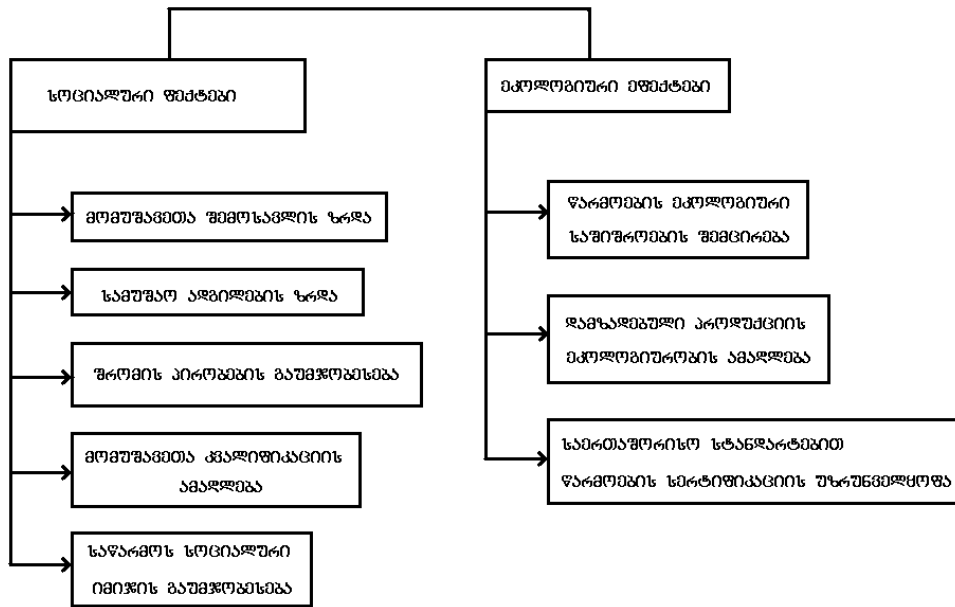 სოციალური ფექტები
მომუშავეთა შემოსავლის ზრდა
სამუშაო ადგილების ზრდა
შრომის პირობების გაუმჯობესება
მომუშავეთა კვალიფიკაციის
ამაღლება
საწარმოს სოციალური
იმიჯის გაუმჯობესება
ეკოლოგიური ეფექტები
წარმოების ეკოლოგიური
საშიშროების შემცირება
დამზადებული პროდუქციის
ეკოლოგიურობის ამაღლება
საერთაშორისო სტანდარტებით
წარმოების სერტიფიკაციის უზრუნველყოფა